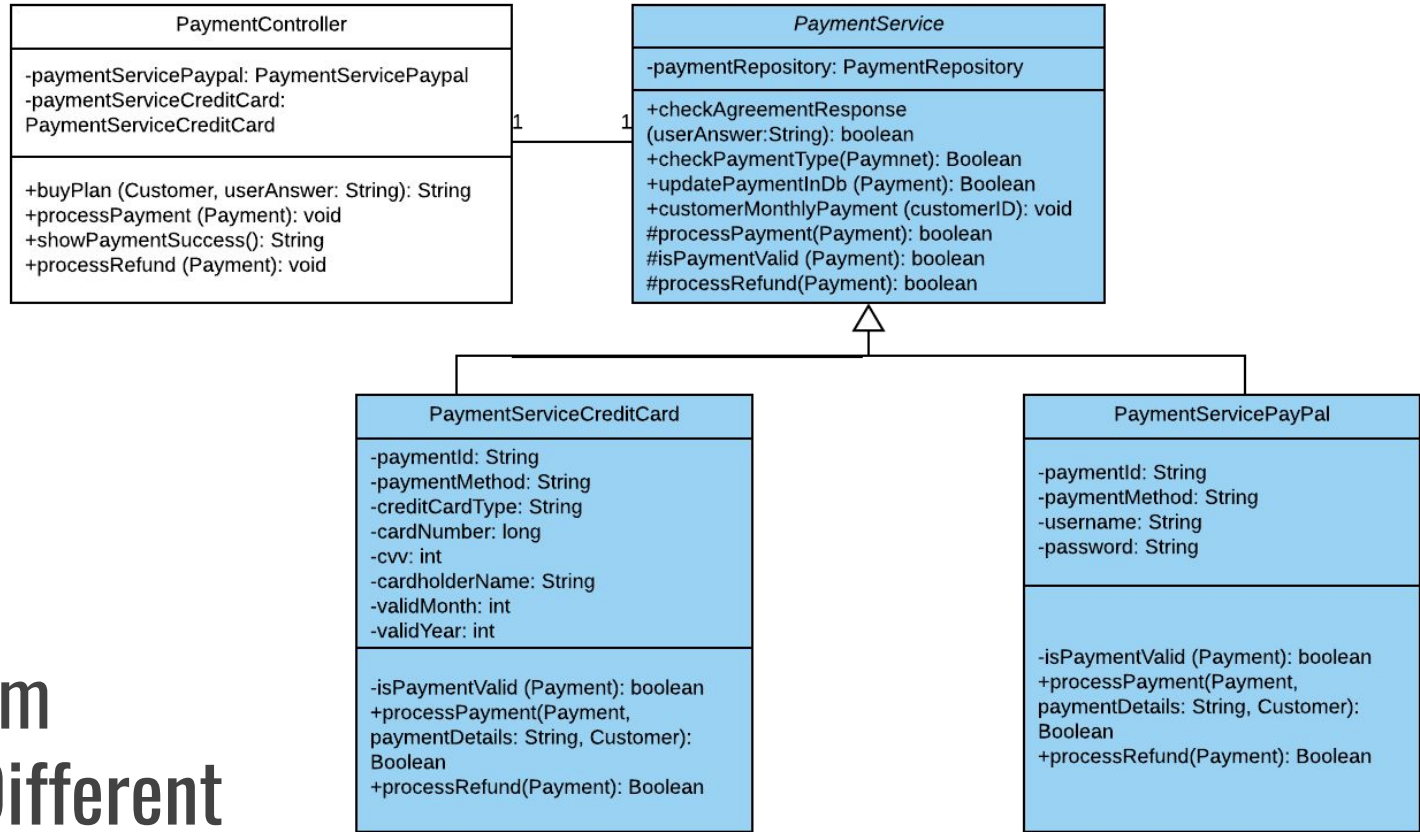 PaymentController
-paymentServicePaypal: PaymentServicePaypal
-paymentServiceCreditCard:
PaymentServiceCreditCard
+buyPlan (Customer, userAnswer: String): String
+processPayment (Payment): void
+showPaymentSuccess(): String
+processRefund (Payment): void
1
1
PaymentService
-paymentRepository: PaymentRepository
+checkAgreementResponse
(userAnswer:String): boolean
+checkPaymentType(Paymnet): Boolean
+updatePaymentInDb (Payment): Boolean
+customerMonthlyPayment (customerID): void
#processPayment(Payment): boolean
#isPaymentValid (Payment): boolean
#processRefund(Payment): boolean
PaymentServiceCreditCard
-paymentId: String
-paymentMethod: String
-creditCardType: String
-cardNumber: long
-cvv: int
-cardholderName: String
-validMonth: int
-validYear: int
-isPaymentValid (Payment): boolean
+processPayment(Payment,
paymentDetails: String, Customer):
Boolean
+processRefund(Payment): Boolean
PaymentServicePayPal
-paymentId: String
-paymentMethod: String
-username: String
-password: String
-isPaymentValid (Payment): boolean
+processPayment(Payment,
paymentDetails: String, Customer):
Boolean
+processRefund(Payment): Boolean
m
Different